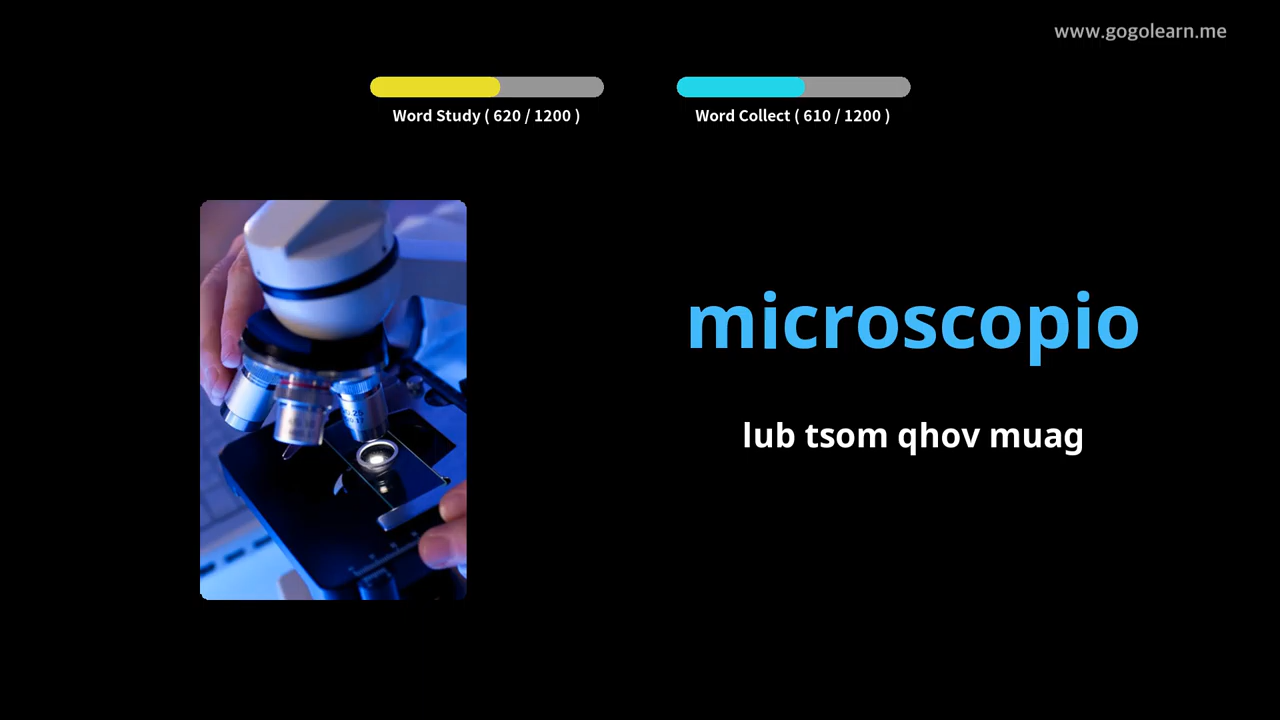 www.gogolearn.me
Word Study ( 620 / 1200 )
Word Collect ( 610 / 1200 )
microscopio
lub tsom qhov muag